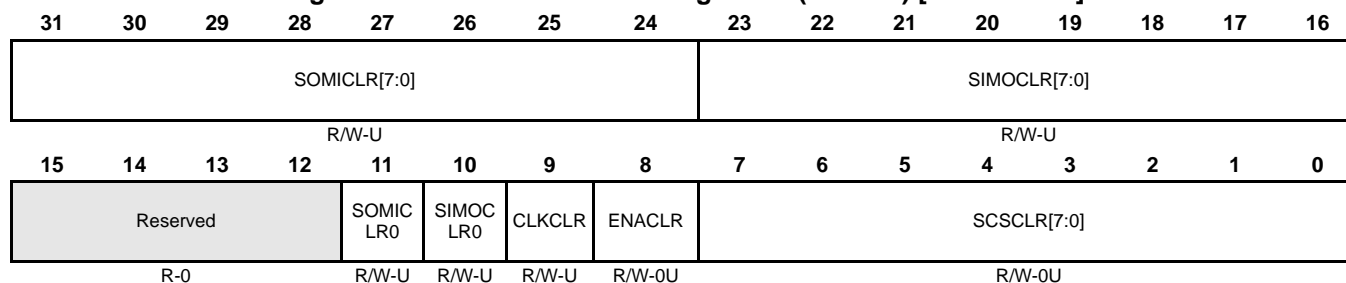 31 30 29 28 27 26 25 24 23 22 21 20 19 18 17 16
SOMICLR[7:0] SIMOCLR[7:0]
R/W-U R/W-U
15 14 13 12 11 10 9 8 7 6 5 4 3 2 1 0
Reserved SOMIC LR0 SIMOC LR0 CLKCLR ENACLR SCSCLR[7:0]
R-0 R/W-U R/W-U R/W-U R/W-0U R/W-0U